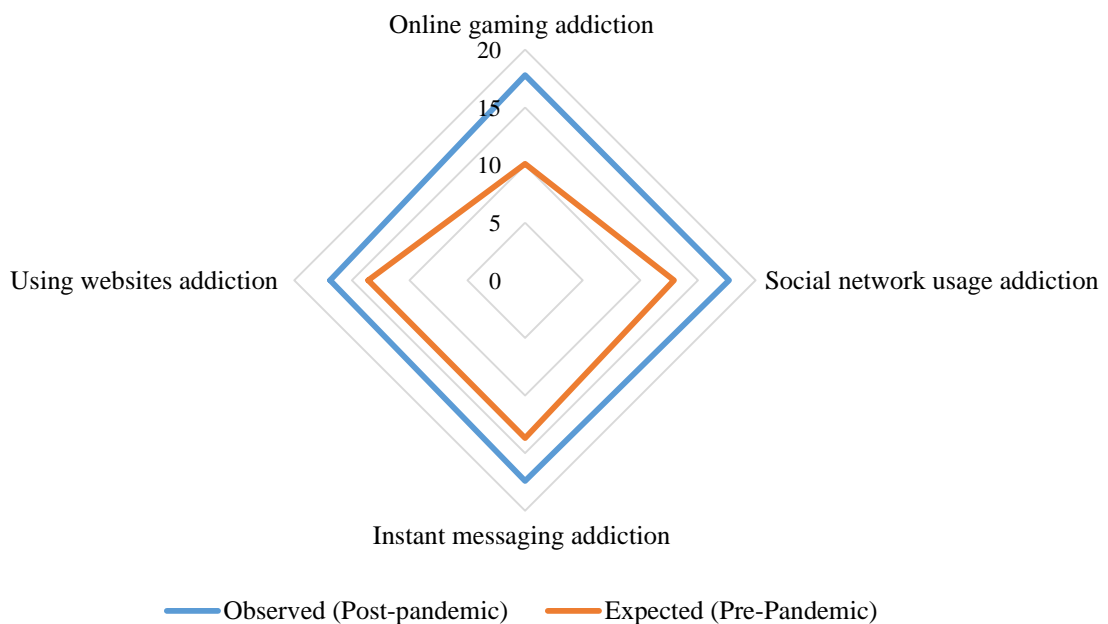 Online gaming addiction
20
15
10
5
0
Using websites addiction
Social network usage addiction
Instant messaging addiction
Observed (Post-pandemic)
Expected (Pre-Pandemic)